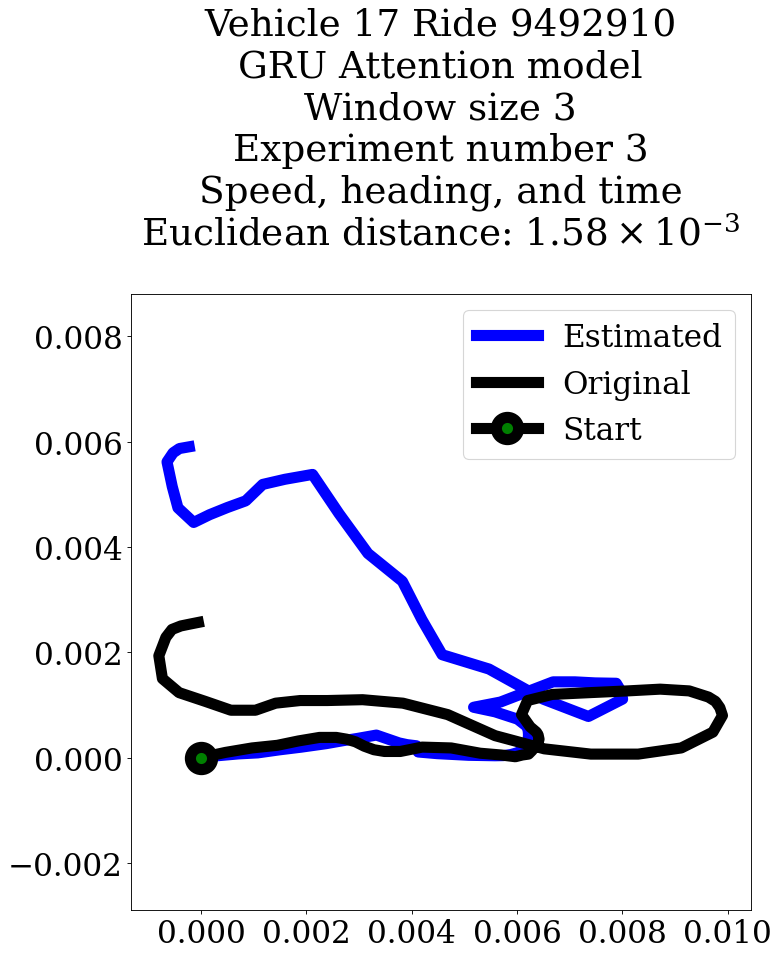 Vehicle 17 Ride 9492910
GRU Attention model
Window size 3
Experiment number 3
Speed, heading, and time
Euclidean distance: 1.58 × 10⁻³
Estimated
Original
Start
0.008
0.006
0.004
0.002
0.000
−0.002
0.000 0.002 0.004 0.006 0.008 0.010